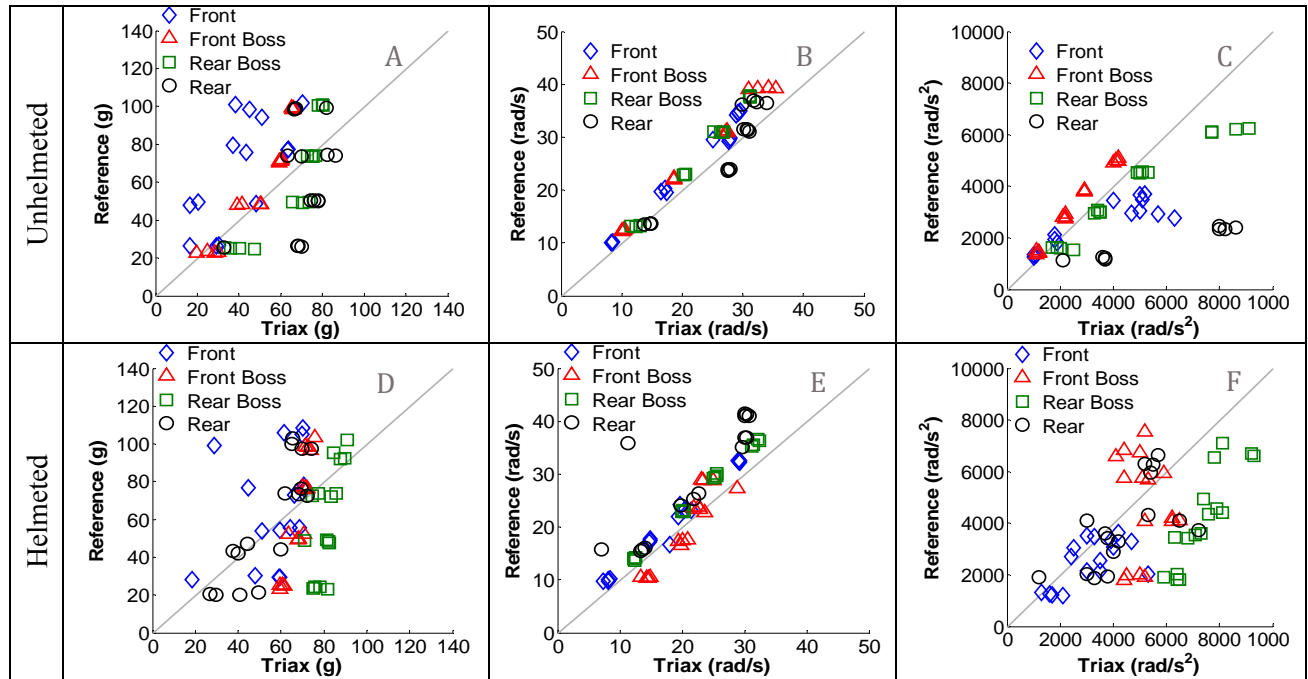 Unhelmeted
Front
Front Boss
Rear Boss
Rear
A
140
120
100
80
60
40
20
0
Reference (g)
0 20 40 60 80 100 120 140
Triax (g)
Front
Front Boss
Rear Boss
Rear
B
50
40
30
20
10
0
Reference (rad/s)
0 10 20 30 40 50
Triax (rad/s)
Front
Front Boss
Rear Boss
Rear
C
10000
8000
6000
4000
2000
0
Reference (rad/s²)
0 2000 4000 6000 8000 10000
Triax (rad/s²)
Helmeted
Front
Front Boss
Rear Boss
Rear
D
140
120
100
80
60
40
20
0
Reference (g)
0 20 40 60 80 100 120 140
Triax (g)
Front
Front Boss
Rear Boss
Rear
E
50
40
30
20
10
0
Reference (rad/s)
0 10 20 30 40 50
Triax (rad/s)
Front
Front Boss
Rear Boss
Rear
F
10000
8000
6000
4000
2000
0
Reference (rad/s²)
0 2000 4000 6000 8000 10000
Triax (rad/s²)